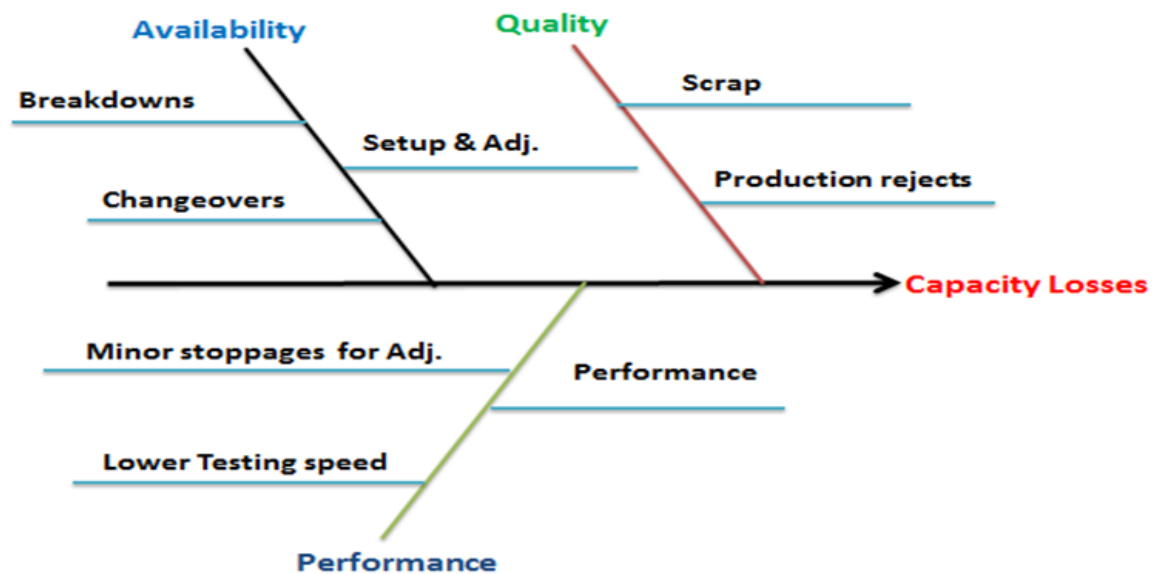 Availability
Quality
Scrap
Breakdowns
Setup & Adj.
Production rejects
Changeovers
Capacity Losses
Minor stoppages for Adj.
Performance
Lower Testing speed
Performance